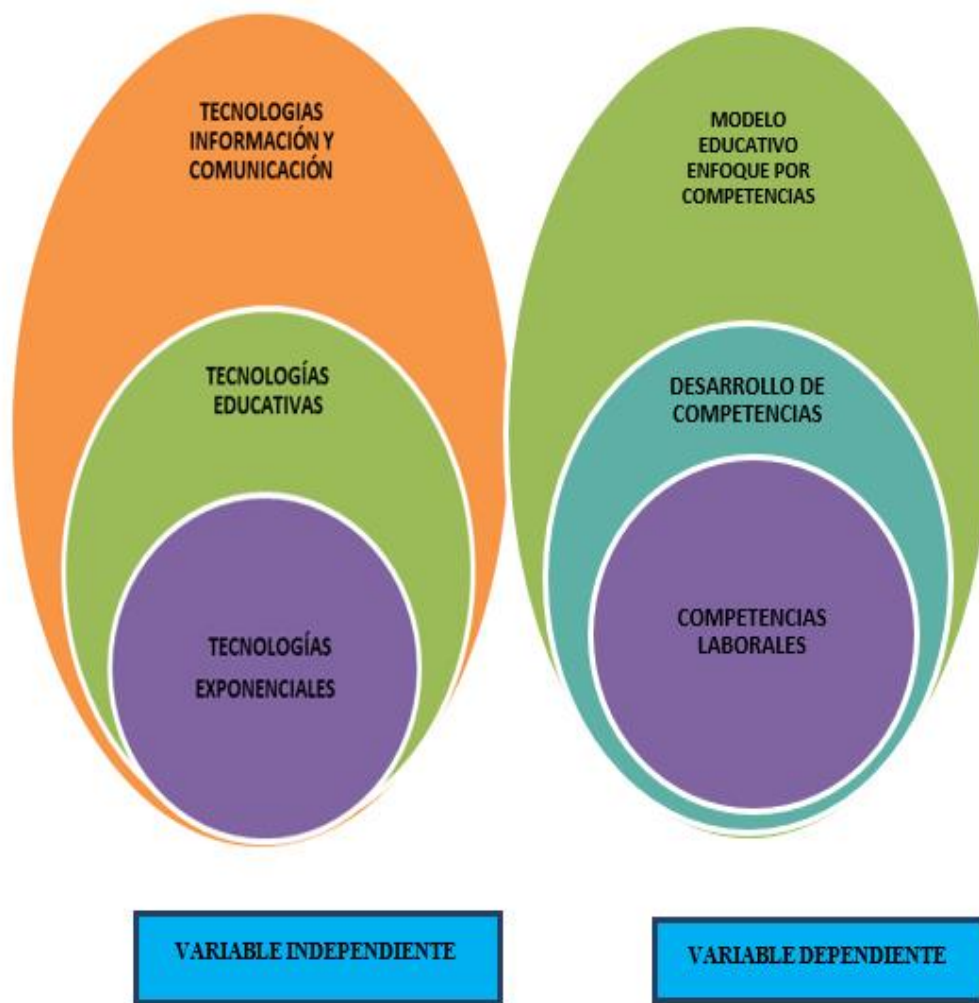 TECNOLOGIAS
INFORMACIÓN Y
COMUNICACIÓN
TECNOLOGÍAS
EDUCATIVAS
TECNOLOGÍAS
EXPONENCIALES
MODELO
EDUCATIVO
ENFOQUE POR
COMPETENCIAS
DESARROLLO DE
COMPETENCIAS
COMPETENCIAS
LABORALES
VARIABLE INDEPENDIENTE
VARIABLE DEPENDIENTE